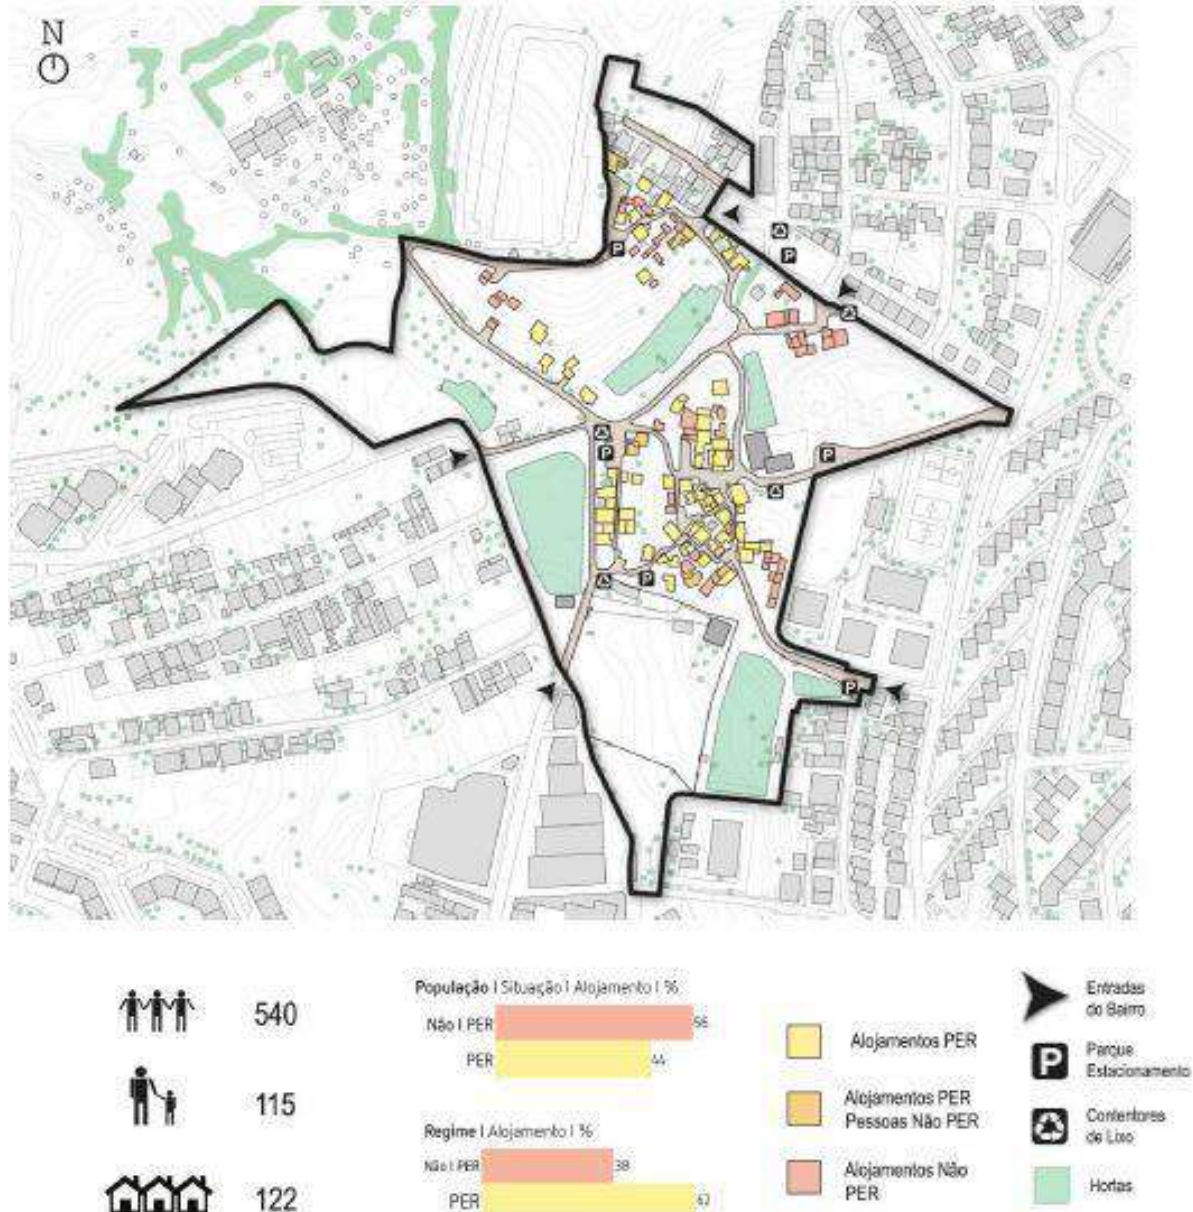 N
P
P
P
P
P
P
540
115
122
População | Situação | Alojamento | %
Não | PER
56
PER
44
Regime | Alojamento | %
Não | PER
38
PER
62
Alojamentos PER
Alojamentos PER
Pessoas Não PER
Alojamentos Não
PER
Entradas
do Bairro
P
Parque
Estacionamento
Contentores
de Lixo
Hortas